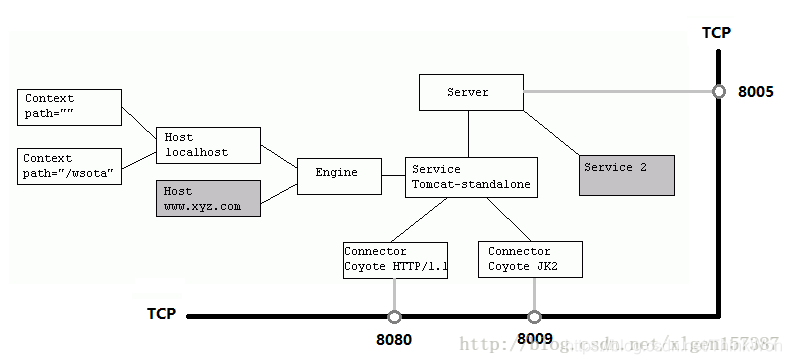 TCP
Server
8005
Context
path=""
Host
localhost
Context
path="/wsota"
Engine
Service
Tomcat-standalone
Service 2
Host
www.xyz.com
Connector
Coyote HTTP/1.1
Connector
Coyote JK2
TCP
8080
8009
http://blog.csdn.net/xlgen157387